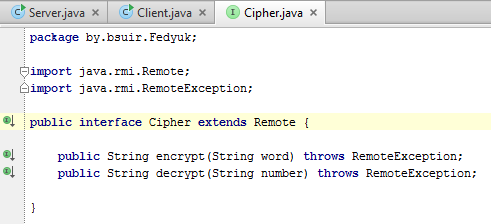 Server.java × Client.java × Cipher.java ×
package by.bsuir.Fedyuk;
import java.rmi.Remote;
import java.rmi.RemoteException;
public interface Cipher extends Remote {
public String encrypt(String word) throws RemoteException;
public String decrypt(String number) throws RemoteException;
}